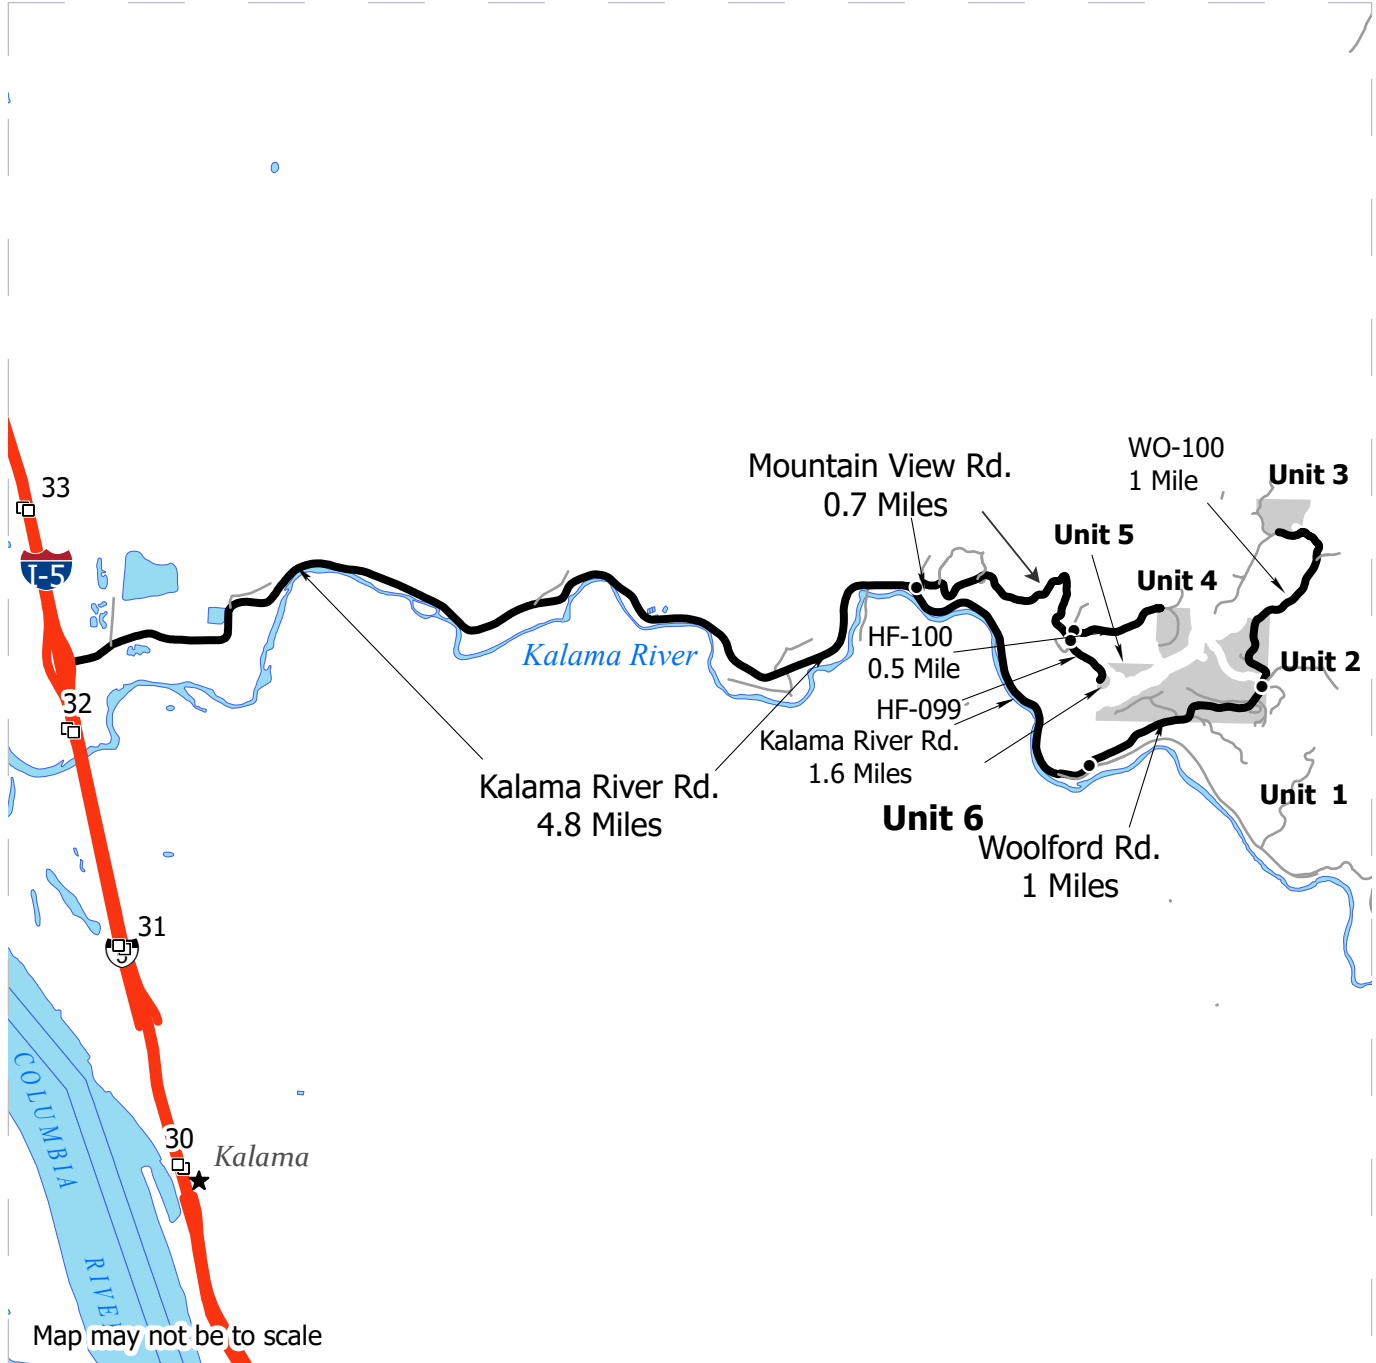 WO-100
1 Mile
Mountain View Rd.
0.7 Miles
Unit 3
33
Unit 5
I-5
Unit 4
HF-100
0.5 Mile
Kalama River
Unit 2
32
HF-099
Kalama River Rd.
1.6 Miles
Kalama River Rd.
4.8 Miles
Unit 1
Unit 6
Woolford Rd.
1 Miles
31
5
COLUMBIA
30
Kalama
RIVER
Map may not be to scale